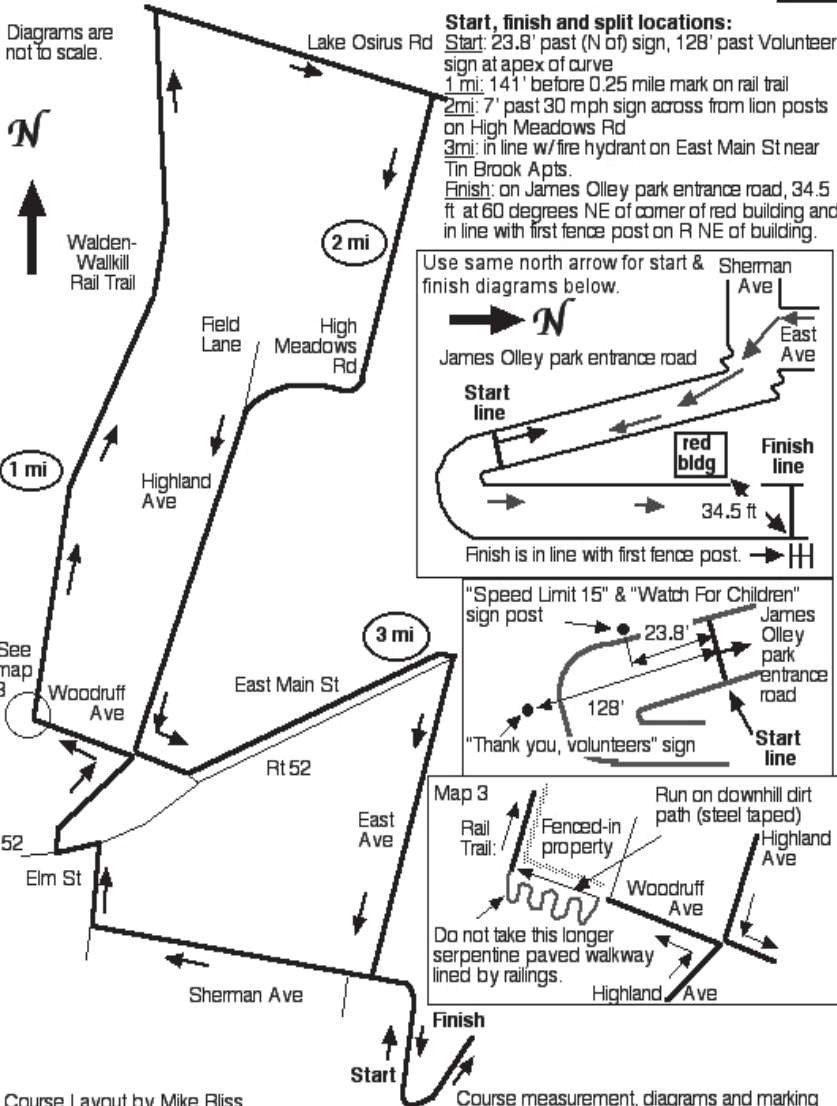 Diagrams are
not to scale.
Lake Osirus Rd
Start, finish and split locations:
Start: 23.8' past (N of) sign, 128' past Volunteer
sign at apex of curve
1 mi: 141' before 0.25 mile mark on rail trail
2mi: 7' past 30 mph sign across from lion posts
on High Meadows Rd
3mi: in line w/fire hydrant on East Main St near
Tin Brook Apts.
Finish: on James Olley park entrance road, 34.5
ft at 60 degrees NE of corner of red building and
in line with first fence post on R NE of building.
N
Walden-
Wallkill
Rail Trail
2 mi
Field
Lane
High
Meadows
Rd
1 mi
Highland
Ave
Use same north arrow for start &
finish diagrams below.
N
Sherman
Ave
East
Ave
James Olley park entrance road
Start
line
red
bldg
Finish
line
34.5 ft
Finish is in line with first fence post.
3 mi
See
map
3
Woodruff
Ave
East Main St
Rt 52
East
Ave
52
Elm St
Sherman Ave
Start
Finish
"Speed Limit 15" & "Watch For Children"
sign post
23.8'
128'
James
Olley
park
entrance
road
"Thank you, volunteers" sign
Start
line
Map 3
Rail
Trail:
Fenced-in
property
Run on downhill dirt
path (steel taped)
Highland
Ave
Woodruff
Ave
Do not take this longer
serpentine paved walkway
lined by railings.
Highland Ave
Course Layout by Mike Bliss
Course measurement, diagrams and marking